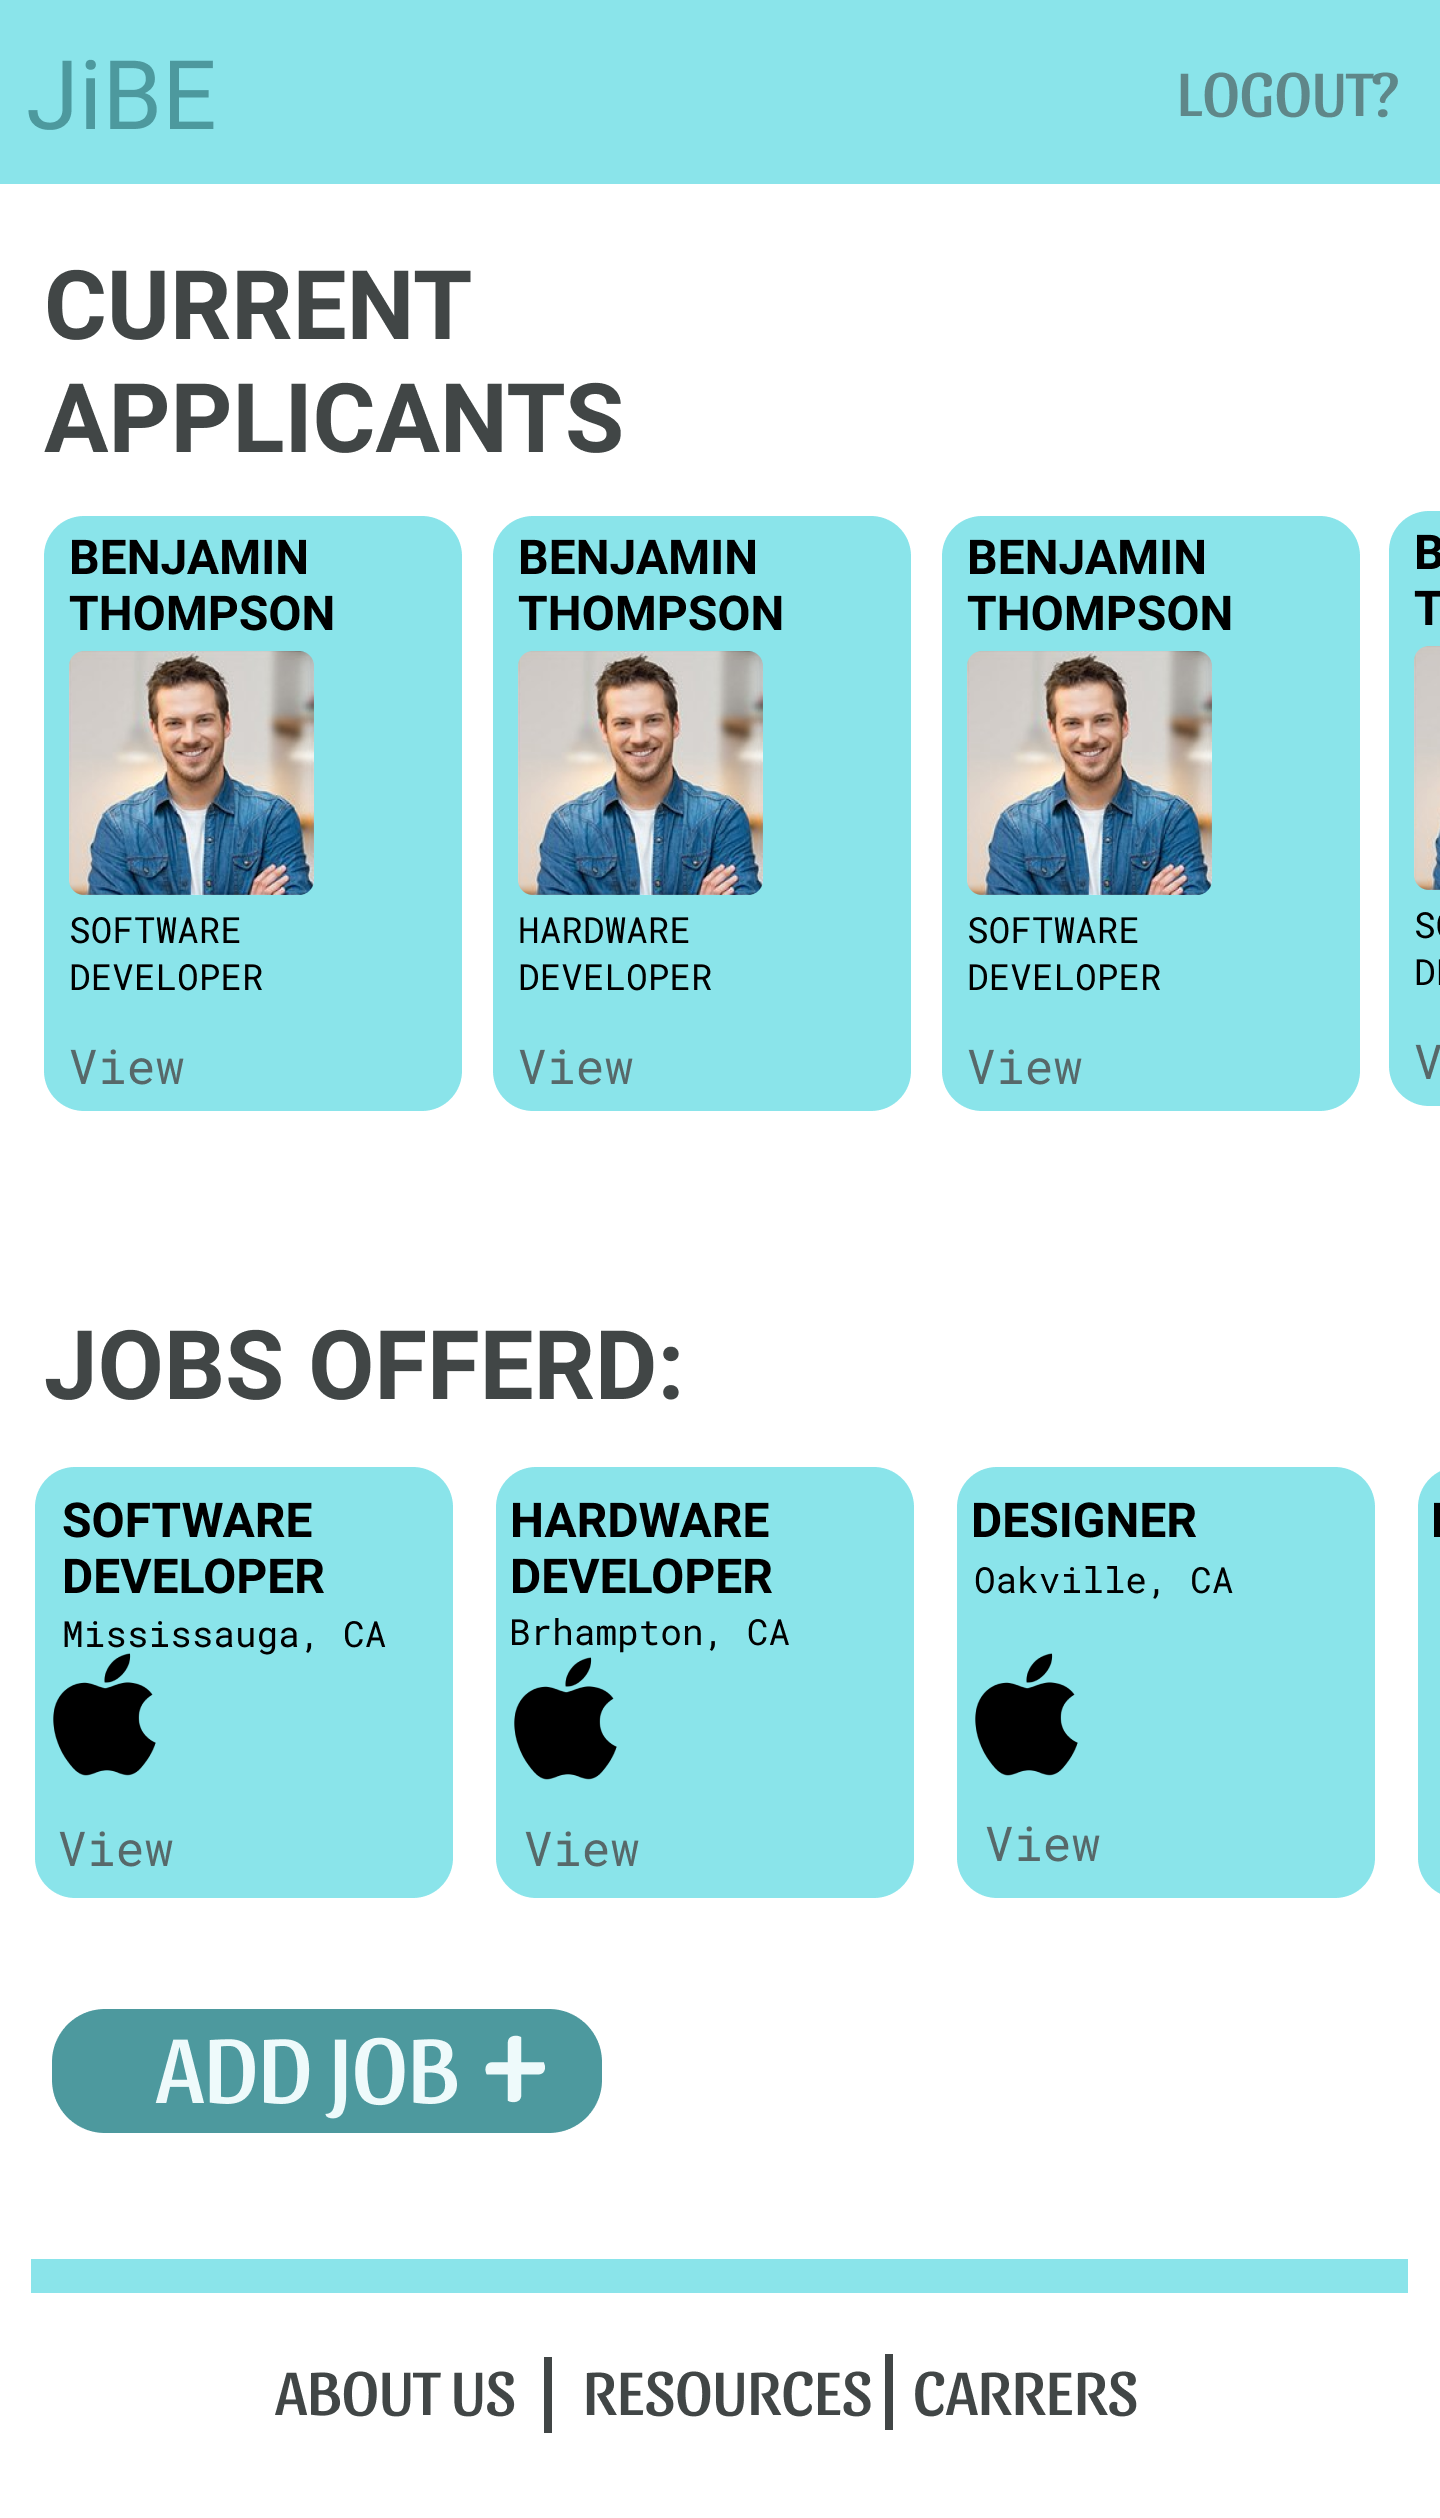 JiBE
LOGOUT?
CURRENT
APPLICANTS
BENJAMIN
THOMPSON
SOFTWARE
DEVELOPER
View
BENJAMIN
THOMPSON
HARDWARE
DEVELOPER
View
BENJAMIN
THOMPSON
SOFTWARE
DEVELOPER
View
JOBS OFFERD:
SOFTWARE
DEVELOPER
Mississauga, CA
View
HARDWARE
DEVELOPER
Brhampton, CA
View
DESIGNER
Oakville, CA
View
ADD JOB +
ABOUT US | RESOURCES | CARRERS